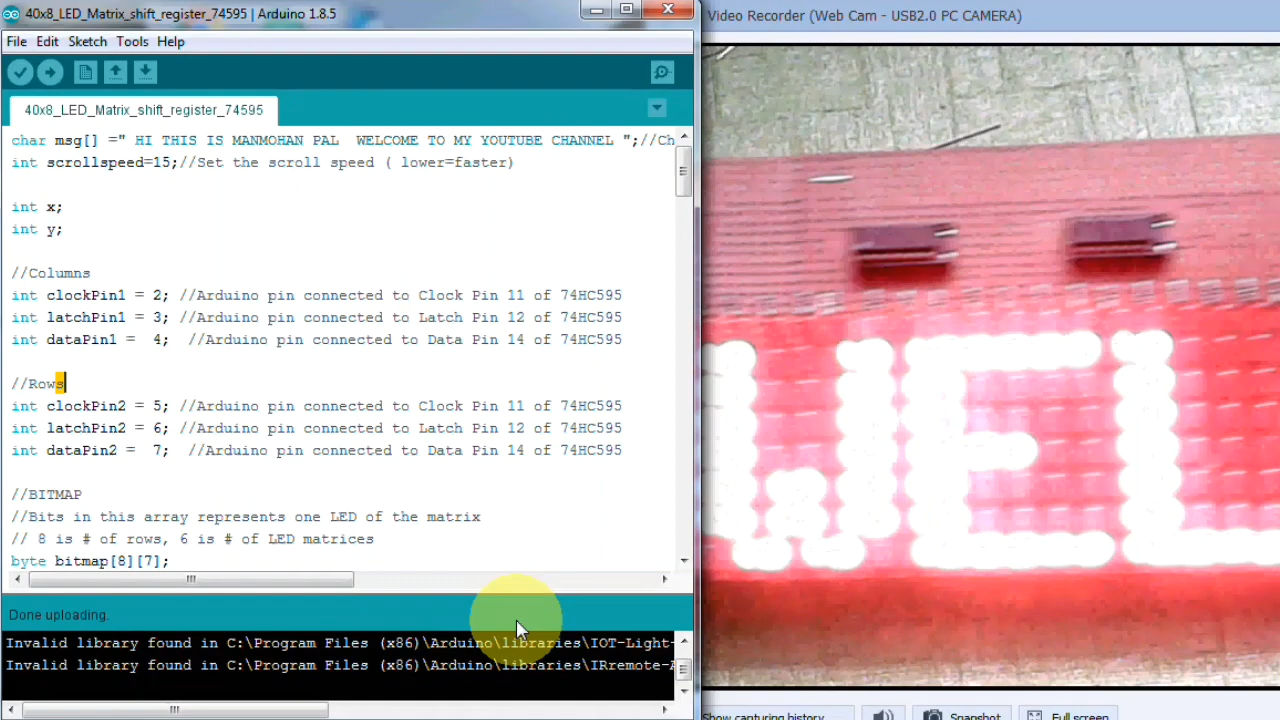 40x8_LED_Matrix_shift_register_74595 | Arduino 1.8.5
File Edit Sketch Tools Help
40x8_LED_Matrix_shift_register_74595
char msg[] =" HI THIS IS MANMOHAN PAL  WELCOME TO MY YOUTUBE CHANNEL ";//Ch
int scrollspeed=15;//Set the scroll speed ( lower=faster)
int x;
int y;
//Columns
int clockPin1 = 2; //Arduino pin connected to Clock Pin 11 of 74HC595
int latchPin1 = 3; //Arduino pin connected to Latch Pin 12 of 74HC595
int dataPin1 =  4;  //Arduino pin connected to Data Pin 14 of 74HC595
//Rows
int clockPin2 = 5; //Arduino pin connected to Clock Pin 11 of 74HC595
int latchPin2 = 6; //Arduino pin connected to Latch Pin 12 of 74HC595
int dataPin2 =  7;  //Arduino pin connected to Data Pin 14 of 74HC595
//BITMAP
//Bits in this array represents one LED of the matrix
// 8 is # of rows, 6 is # of LED matrices
byte bitmap[8][7];
Done uploading.
Invalid library found in C:\Program Files (x86)\Arduino\libraries\IOT-Light-
Invalid library found in C:\Program Files (x86)\Arduino\libraries\IRremote-
Video Recorder (Web Cam - USB2.0 PC CAMERA)
WEL
Show capturing history
Snapshot
Full screen